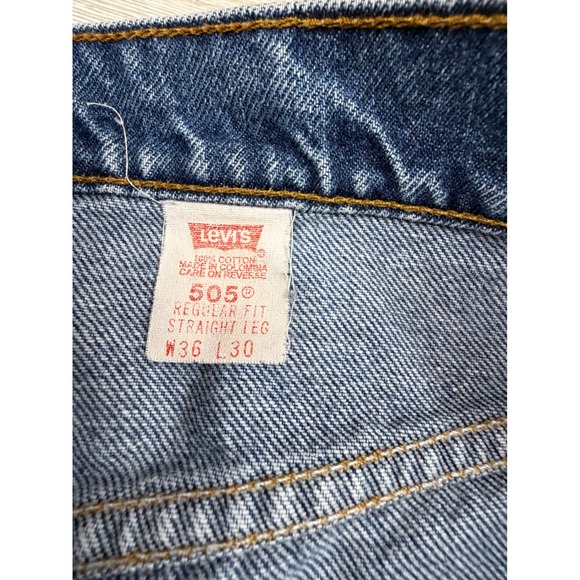 LEVI'S®
100% COTTON
MADE IN COLOMBIA
CARE ON REVERSE
505®
REGULAR FIT
STRAIGHT LEG
W36 L30